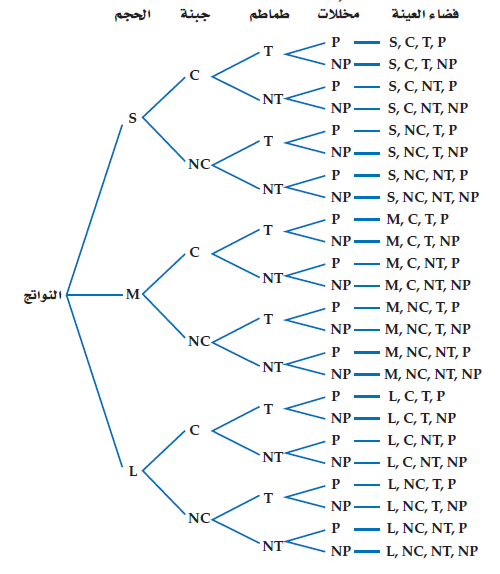 الحجم جبنة طماطم مخللات فضاء العينة
T P S, C, T, P
NP S, C, T, NP
C P S, C, NT, P
NT NP S, C, NT, NP
S T P S, NC, T, P
NP S, NC, T, NP
NC P S, NC, NT, P
NT NP S, NC, NT, NP
T P M, C, T, P
NP M, C, T, NP
C P M, C, NT, P
NT NP M, C, NT, NP
النواتج M T P M, NC, T, P
NP M, NC, T, NP
NC P M, NC, NT, P
NT NP M, NC, NT, NP
T P L, C, T, P
NP L, C, T, NP
C P L, C, NT, P
NT NP L, C, NT, NP
L T P L, NC, T, P
NP L, NC, T, NP
NC P L, NC, NT, P
NT NP L, NC, NT, NP